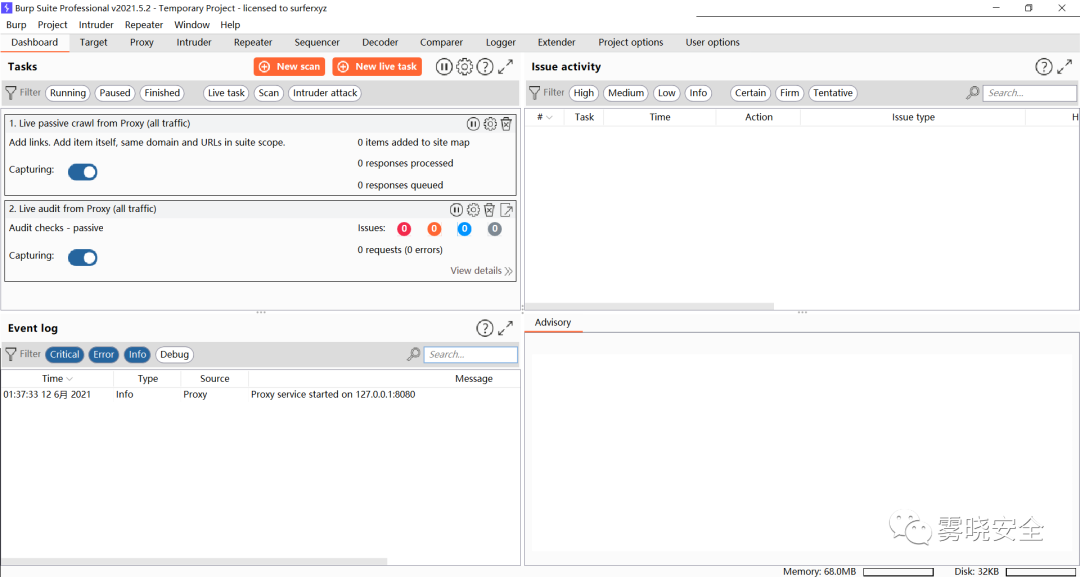 Burp Suite Professional v2021.5.2 - Temporary Project - licensed to surferxyz
Burp Project Intruder Repeater Window Help
Dashboard Target Proxy Intruder Repeater Sequencer Decoder Comparer Logger Extender Project options User options
Tasks New scan New live task
Filter Running Paused Finished Live task Scan Intruder attack
1. Live passive crawl from Proxy (all traffic)
Add links. Add item itself, same domain and URLs in suite scope. 0 items added to site map
0 responses processed
Capturing:
0 responses queued
2. Live audit from Proxy (all traffic)
Audit checks - passive Issues: 0 0 0 0
0 requests (0 errors)
Capturing:
View details
Issue activity
Filter High Medium Low Info Certain Firm Tentative Search...
# Task Time Action Issue type H
Event log
Filter Critical Error Info Debug Search...
Time Type Source Message
01:37:33 12 6月 2021 Info Proxy Proxy service started on 127.0.0.1:8080
Advisory
雾晓安全
Memory: 68.0MB Disk: 32KB